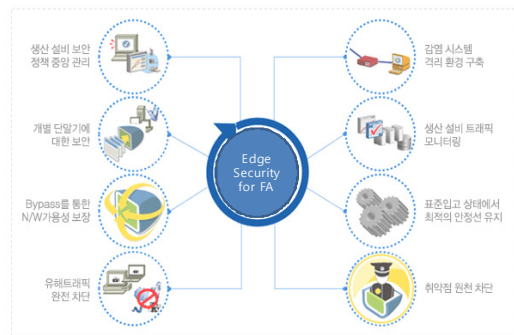 생산 설비 보안
정책 중앙 관리
개별 단말기에
대한 보안
Bypass를 통한
N/W가용성 보장
유해트래픽
완전 차단
Edge
Security
for FA
감염 시스템
격리 환경 구축
생산 설비 트래픽
모니터링
표준입고 상태에서
최적의 안정선 유지
취약점 원천 차단